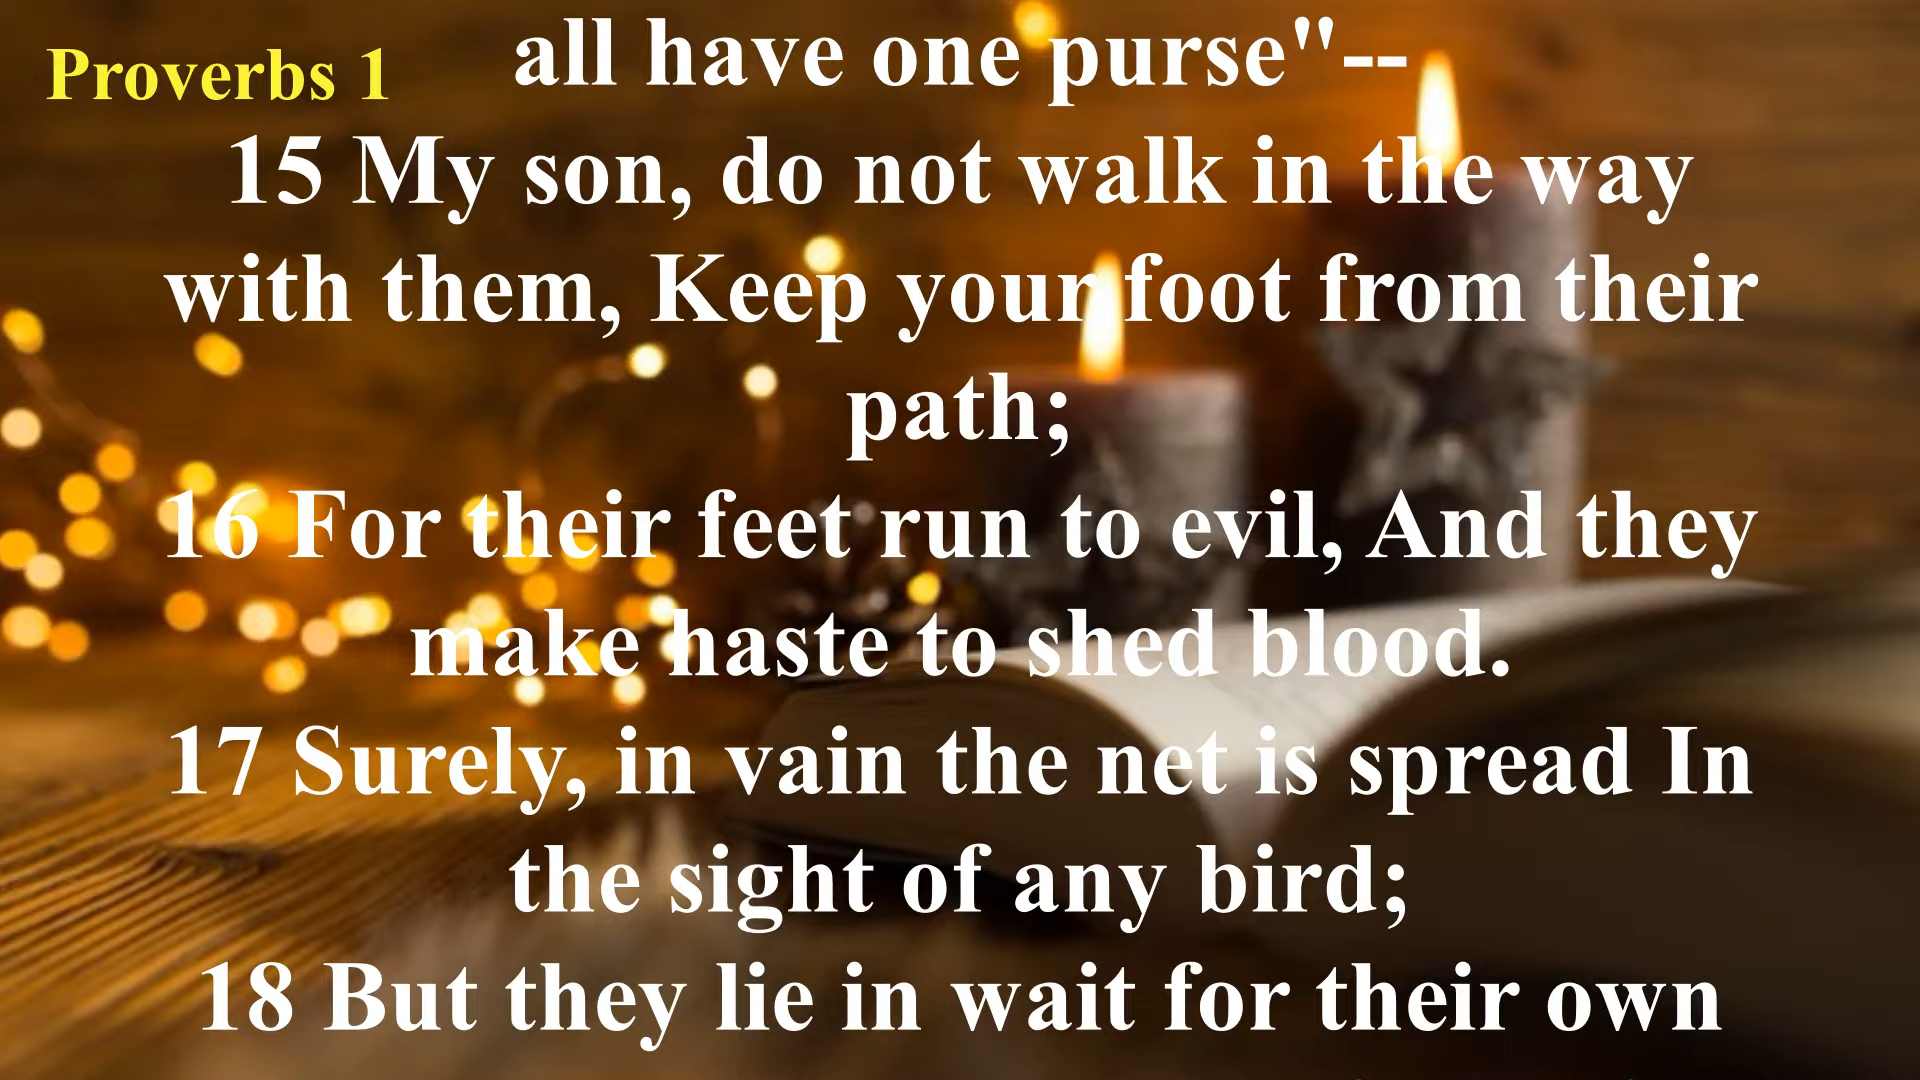 Proverbs 1
all have one purse"--
15 My son, do not walk in the way
with them, Keep your foot from their
path;
16 For their feet run to evil, And they
make haste to shed blood.
17 Surely, in vain the net is spread In
the sight of any bird;
18 But they lie in wait for their own